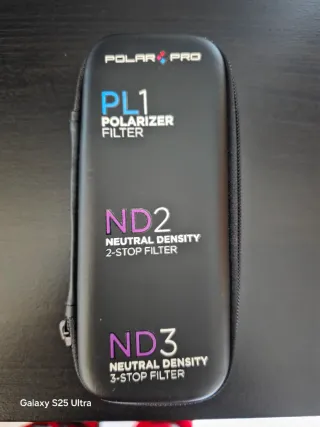 POLAR PRO
PL1
POLARIZER
FILTER
ND2
NEUTRAL DENSITY
2-STOP FILTER
ND3
NEUTRAL DENSITY
3-STOP FILTER
Galaxy S25 Ultra